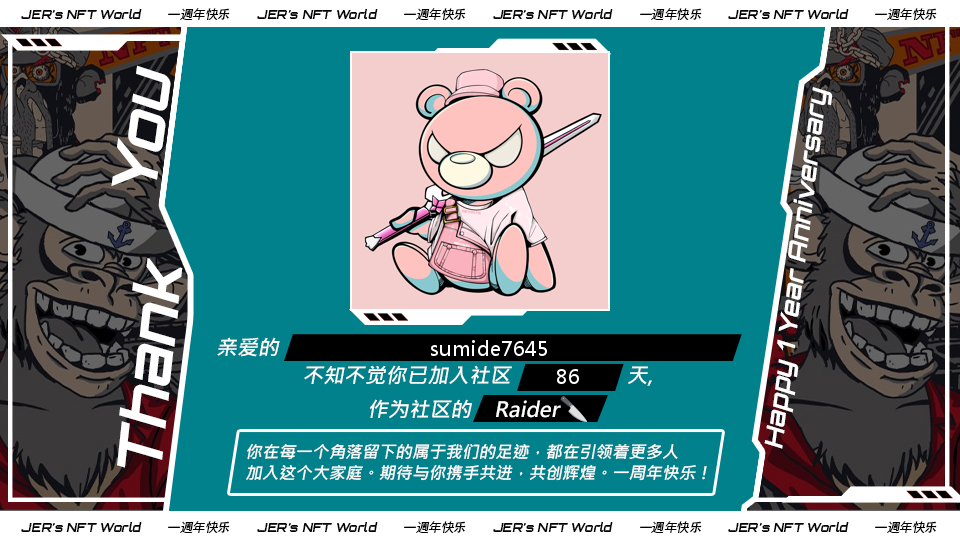 JER's NFT World 一週年快乐 JER's NFT World 一週年快乐 JER's NFT World 一週年快乐 JER's NFT World 一週年快乐
Thank You
亲爱的 sumide7645
不知不觉你已加入社区 86 天,
作为社区的 Raider
你在每一个角落留下的属于我们的足迹，都在引领着更多人
加入这个大家庭。期待与你携手共进，共创辉煌。一周年快乐！
Happy 1 Year Anniversary
JER's NFT World 一週年快乐 JER's NFT World 一週年快乐 JER's NFT World 一週年快乐 JER's NFT World 一週年快乐